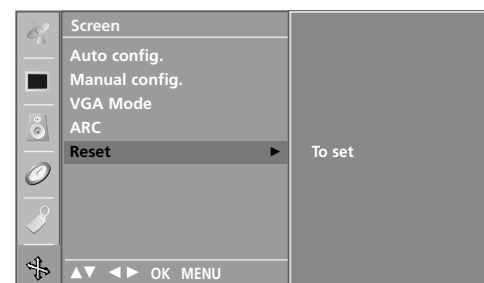 Screen
Auto config.
Manual config.
VGA Mode
ARC
Reset ► To set
▲▼ ◄► OK MENU